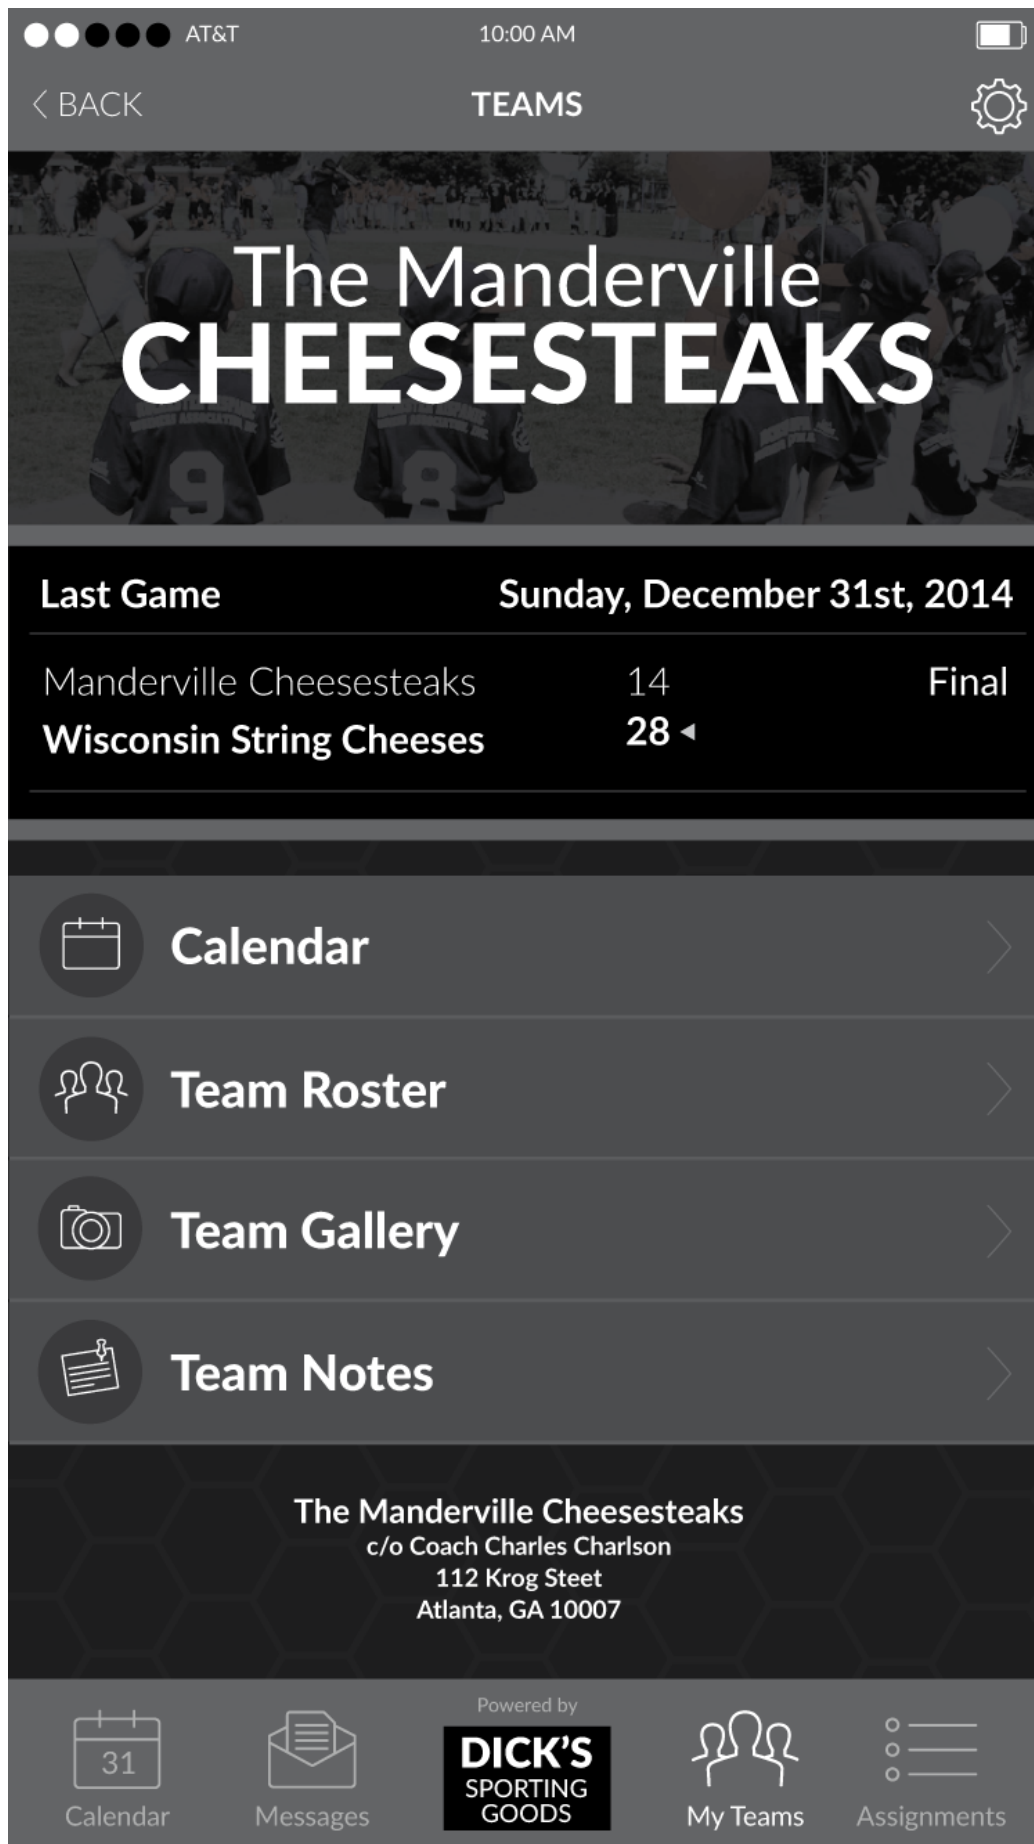 AT&T 10:00 AM
BACK TEAMS
The Manderville
CHEESESTEAKS
9 8
Last Game Sunday, December 31st, 2014
Manderville Cheesesteaks 14 Final
Wisconsin String Cheeses 28
Calendar
Team Roster
Team Gallery
Team Notes
The Manderville Cheesesteaks
c/o Coach Charles Charlson
112 Krog Steet
Atlanta, GA 10007
Powered by
DICK'S
SPORTING
GOODS
31
Calendar Messages My Teams Assignments